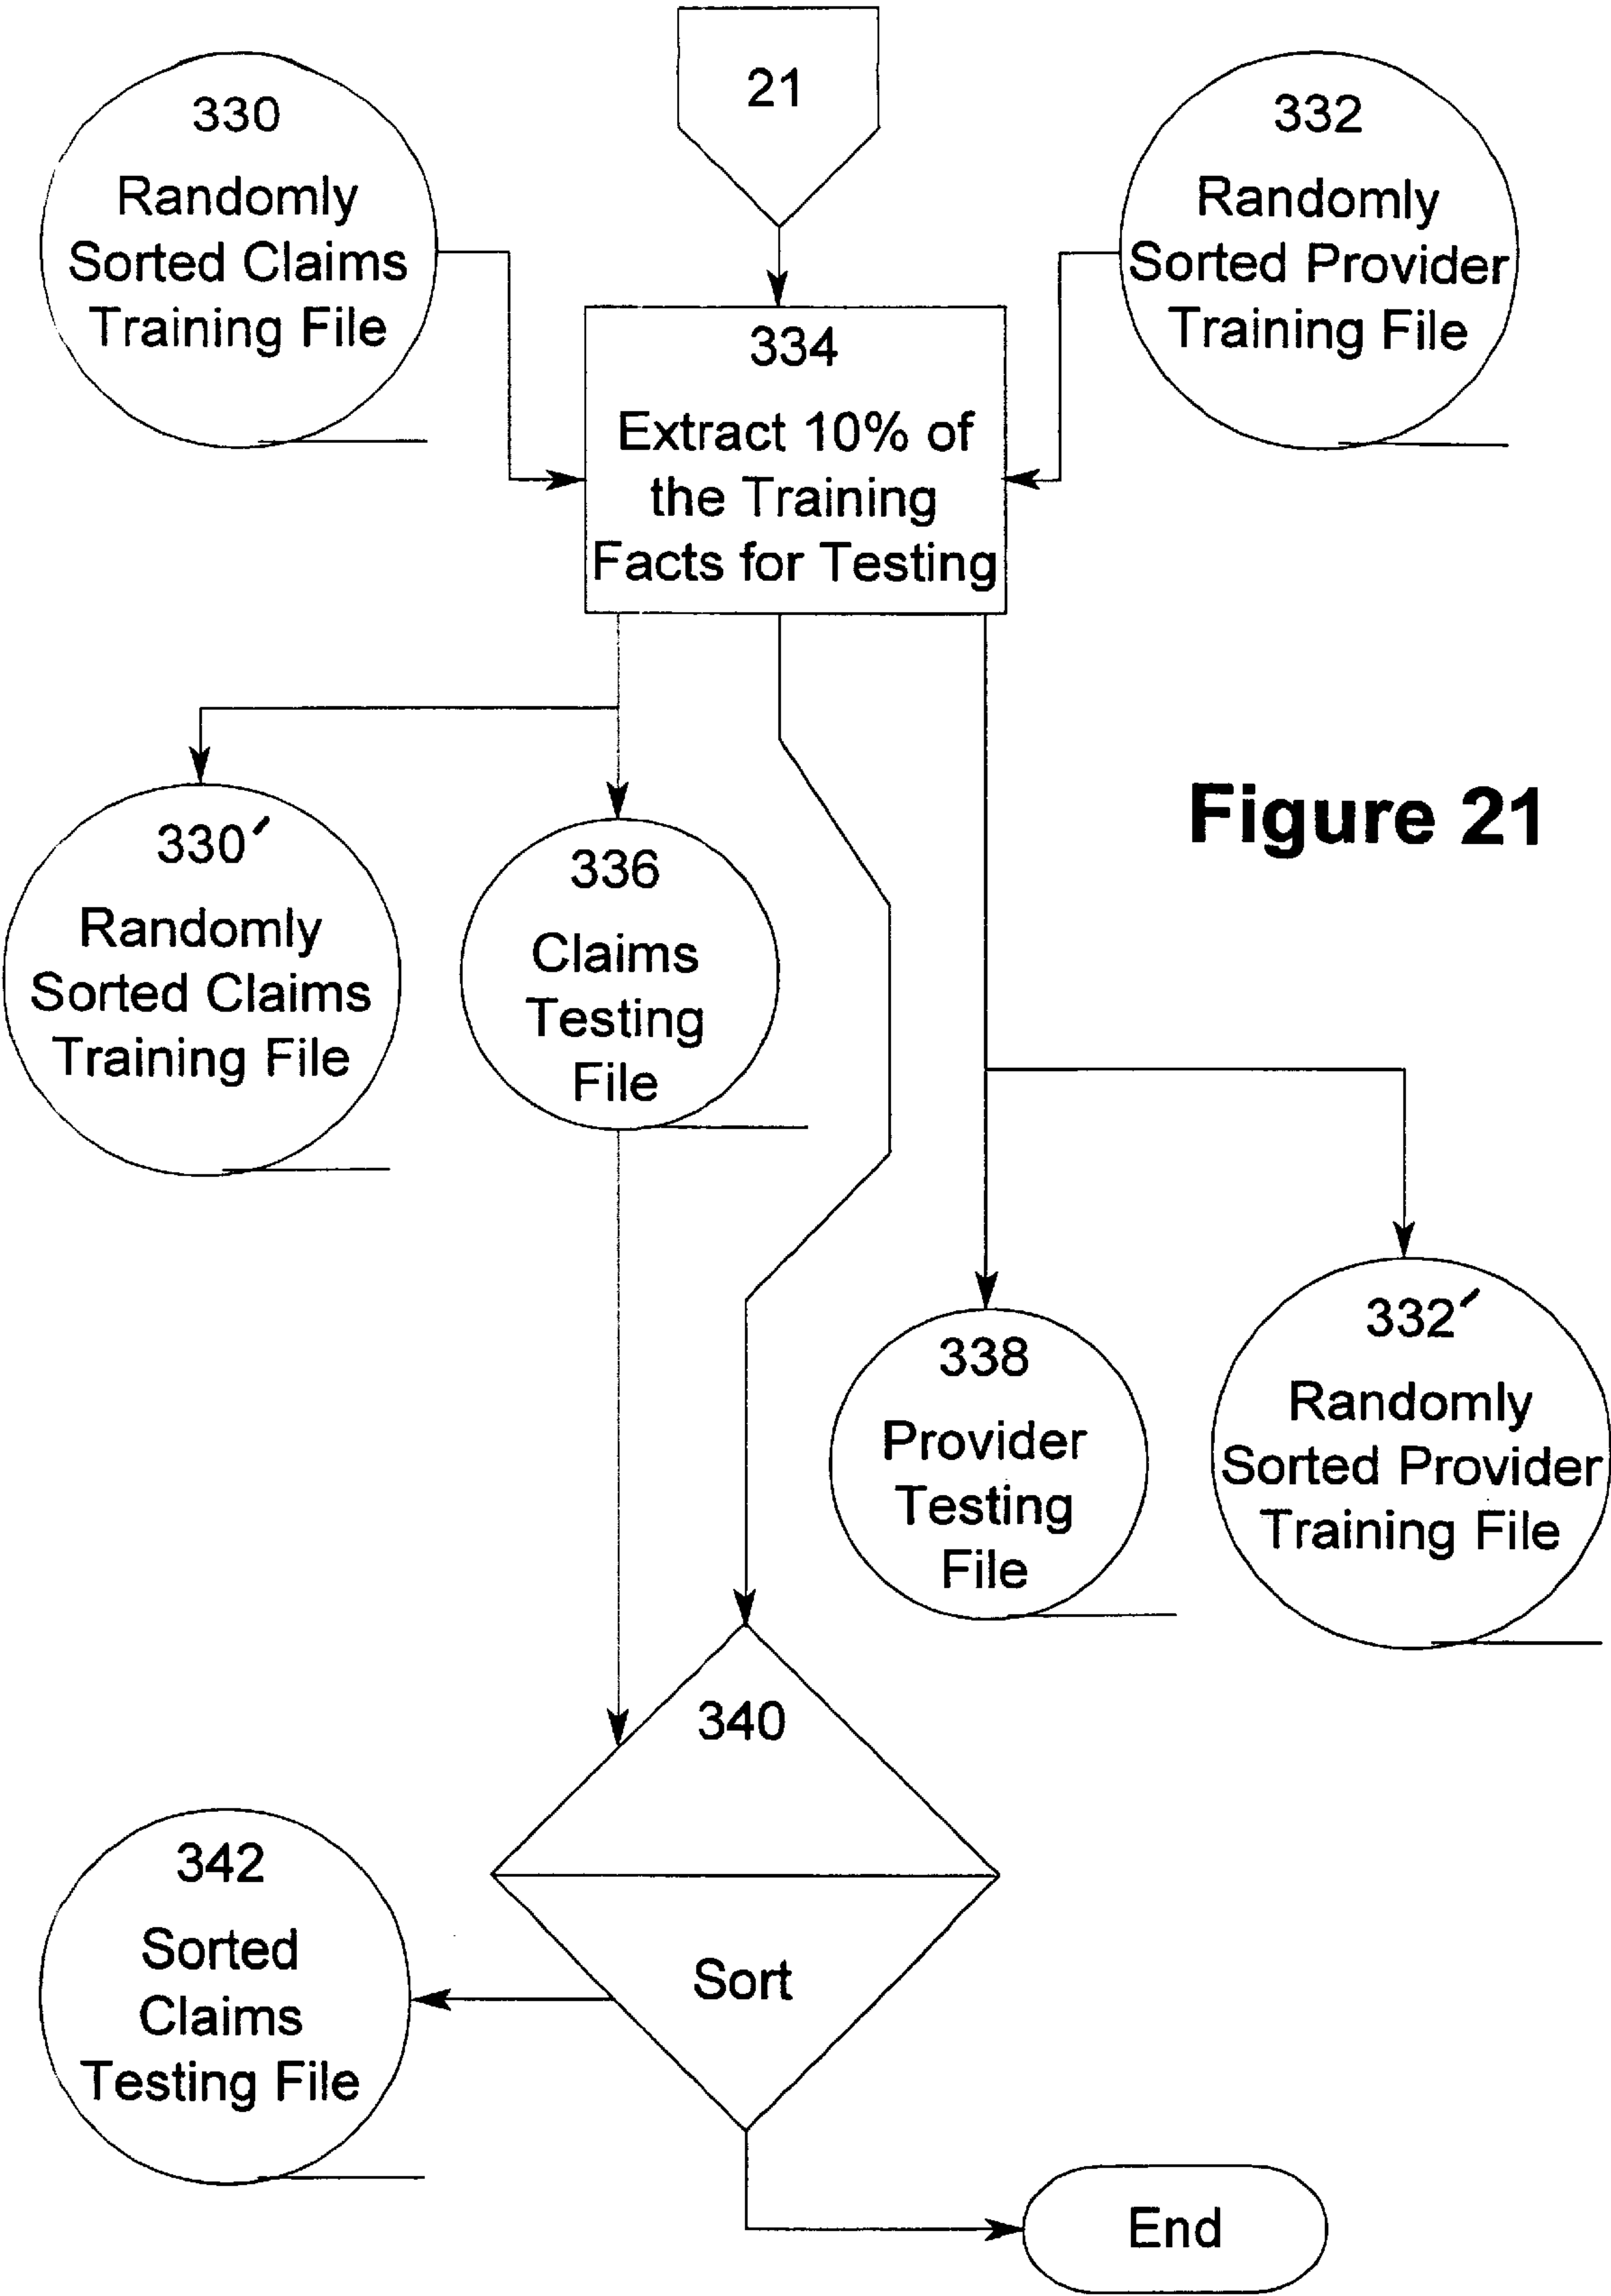 21
330
Randomly
Sorted Claims
Training File
332
Randomly
Sorted Provider
Training File
334
Extract 10% of
the Training
Facts for Testing
Figure 21
330′
Randomly
Sorted Claims
Training File
336
Claims
Testing
File
338
Provider
Testing
File
332′
Randomly
Sorted Provider
Training File
340
Sort
342
Sorted
Claims
Testing File
End